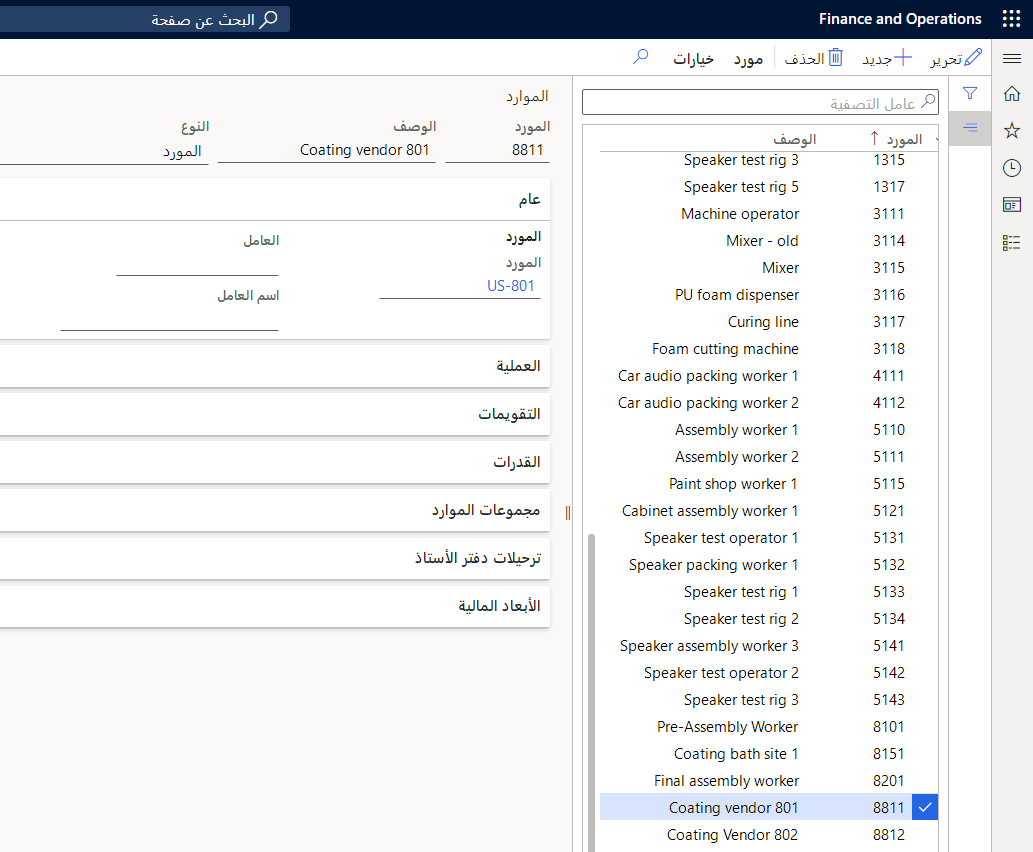 Finance and Operations
البحث عن صفحة
تحرير
جديد
الحذف
مورد
خيارات
عامل التصفية
المورد
الوصف
1315 Speaker test rig 3
1317 Speaker test rig 5
3111 Machine operator
3114 Mixer - old
3115 Mixer
3116 PU foam dispenser
3117 Curing line
3118 Foam cutting machine
4111 Car audio packing worker 1
4112 Car audio packing worker 2
5110 Assembly worker 1
5111 Assembly worker 2
5115 Paint shop worker 1
5121 Cabinet assembly worker 1
5131 Speaker test operator 1
5132 Speaker packing worker 1
5133 Speaker test rig 1
5134 Speaker test rig 2
5141 Speaker assembly worker 3
5142 Speaker test operator 2
5143 Speaker test rig 3
8101 Pre-Assembly Worker
8151 Coating bath site 1
8201 Final assembly worker
8811 Coating vendor 801
8812 Coating Vendor 802
الموارد
المورد
الوصف
النوع
8811
Coating vendor 801
المورد
عام
المورد
المورد
US-801
العامل
اسم العامل
العملية
التقويمات
القدرات
مجموعات الموارد
ترحيلات دفتر الأستاذ
الأبعاد المالية